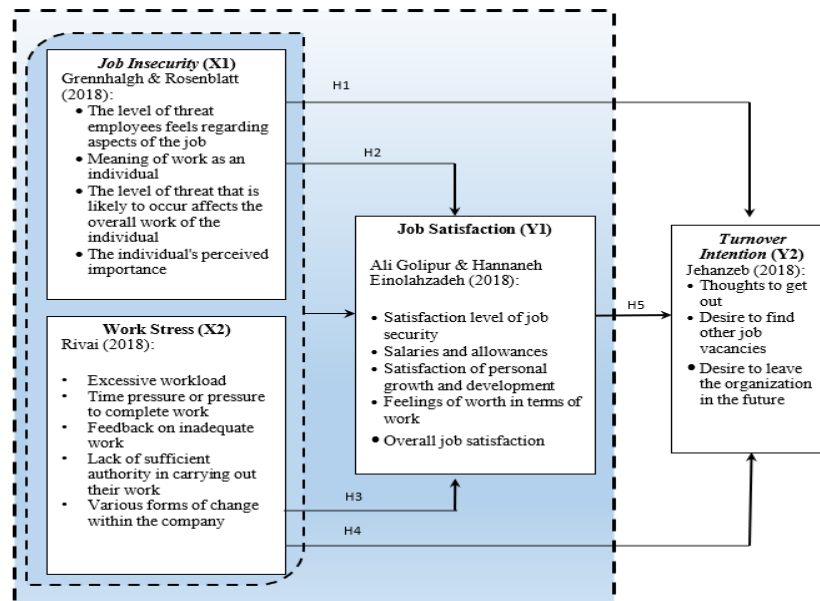 Job Insecurity (X1)
Grennhalgh & Rosenblatt
(2018):
• The level of threat
employees feels regarding
aspects of the job
• Meaning of work as an
individual
• The level of threat that is
likely to occur affects the
overall work of the
individual
• The individual's perceived
importance
Work Stress (X2)
Rivai (2018):
• Excessive workload
• Time pressure or pressure
to complete work
• Feedback on inadequate
work
• Lack of sufficient
authority in carrying out
their work
• Various forms of change
within the company
H1
H2
Job Satisfaction (Y1)
Ali Golipur & Hannaneh
Einolahzadeh (2018):
• Satisfaction level of job
security
• Salaries and allowances
• Satisfaction of personal
growth and development
• Feelings of worth in terms of
work
• Overall job satisfaction
H3
H4
H5
Turnover
Intention (Y2)
Jehanzeb (2018):
• Thoughts to get
out
• Desire to find
other job
vacancies
• Desire to leave
the organization
in the future